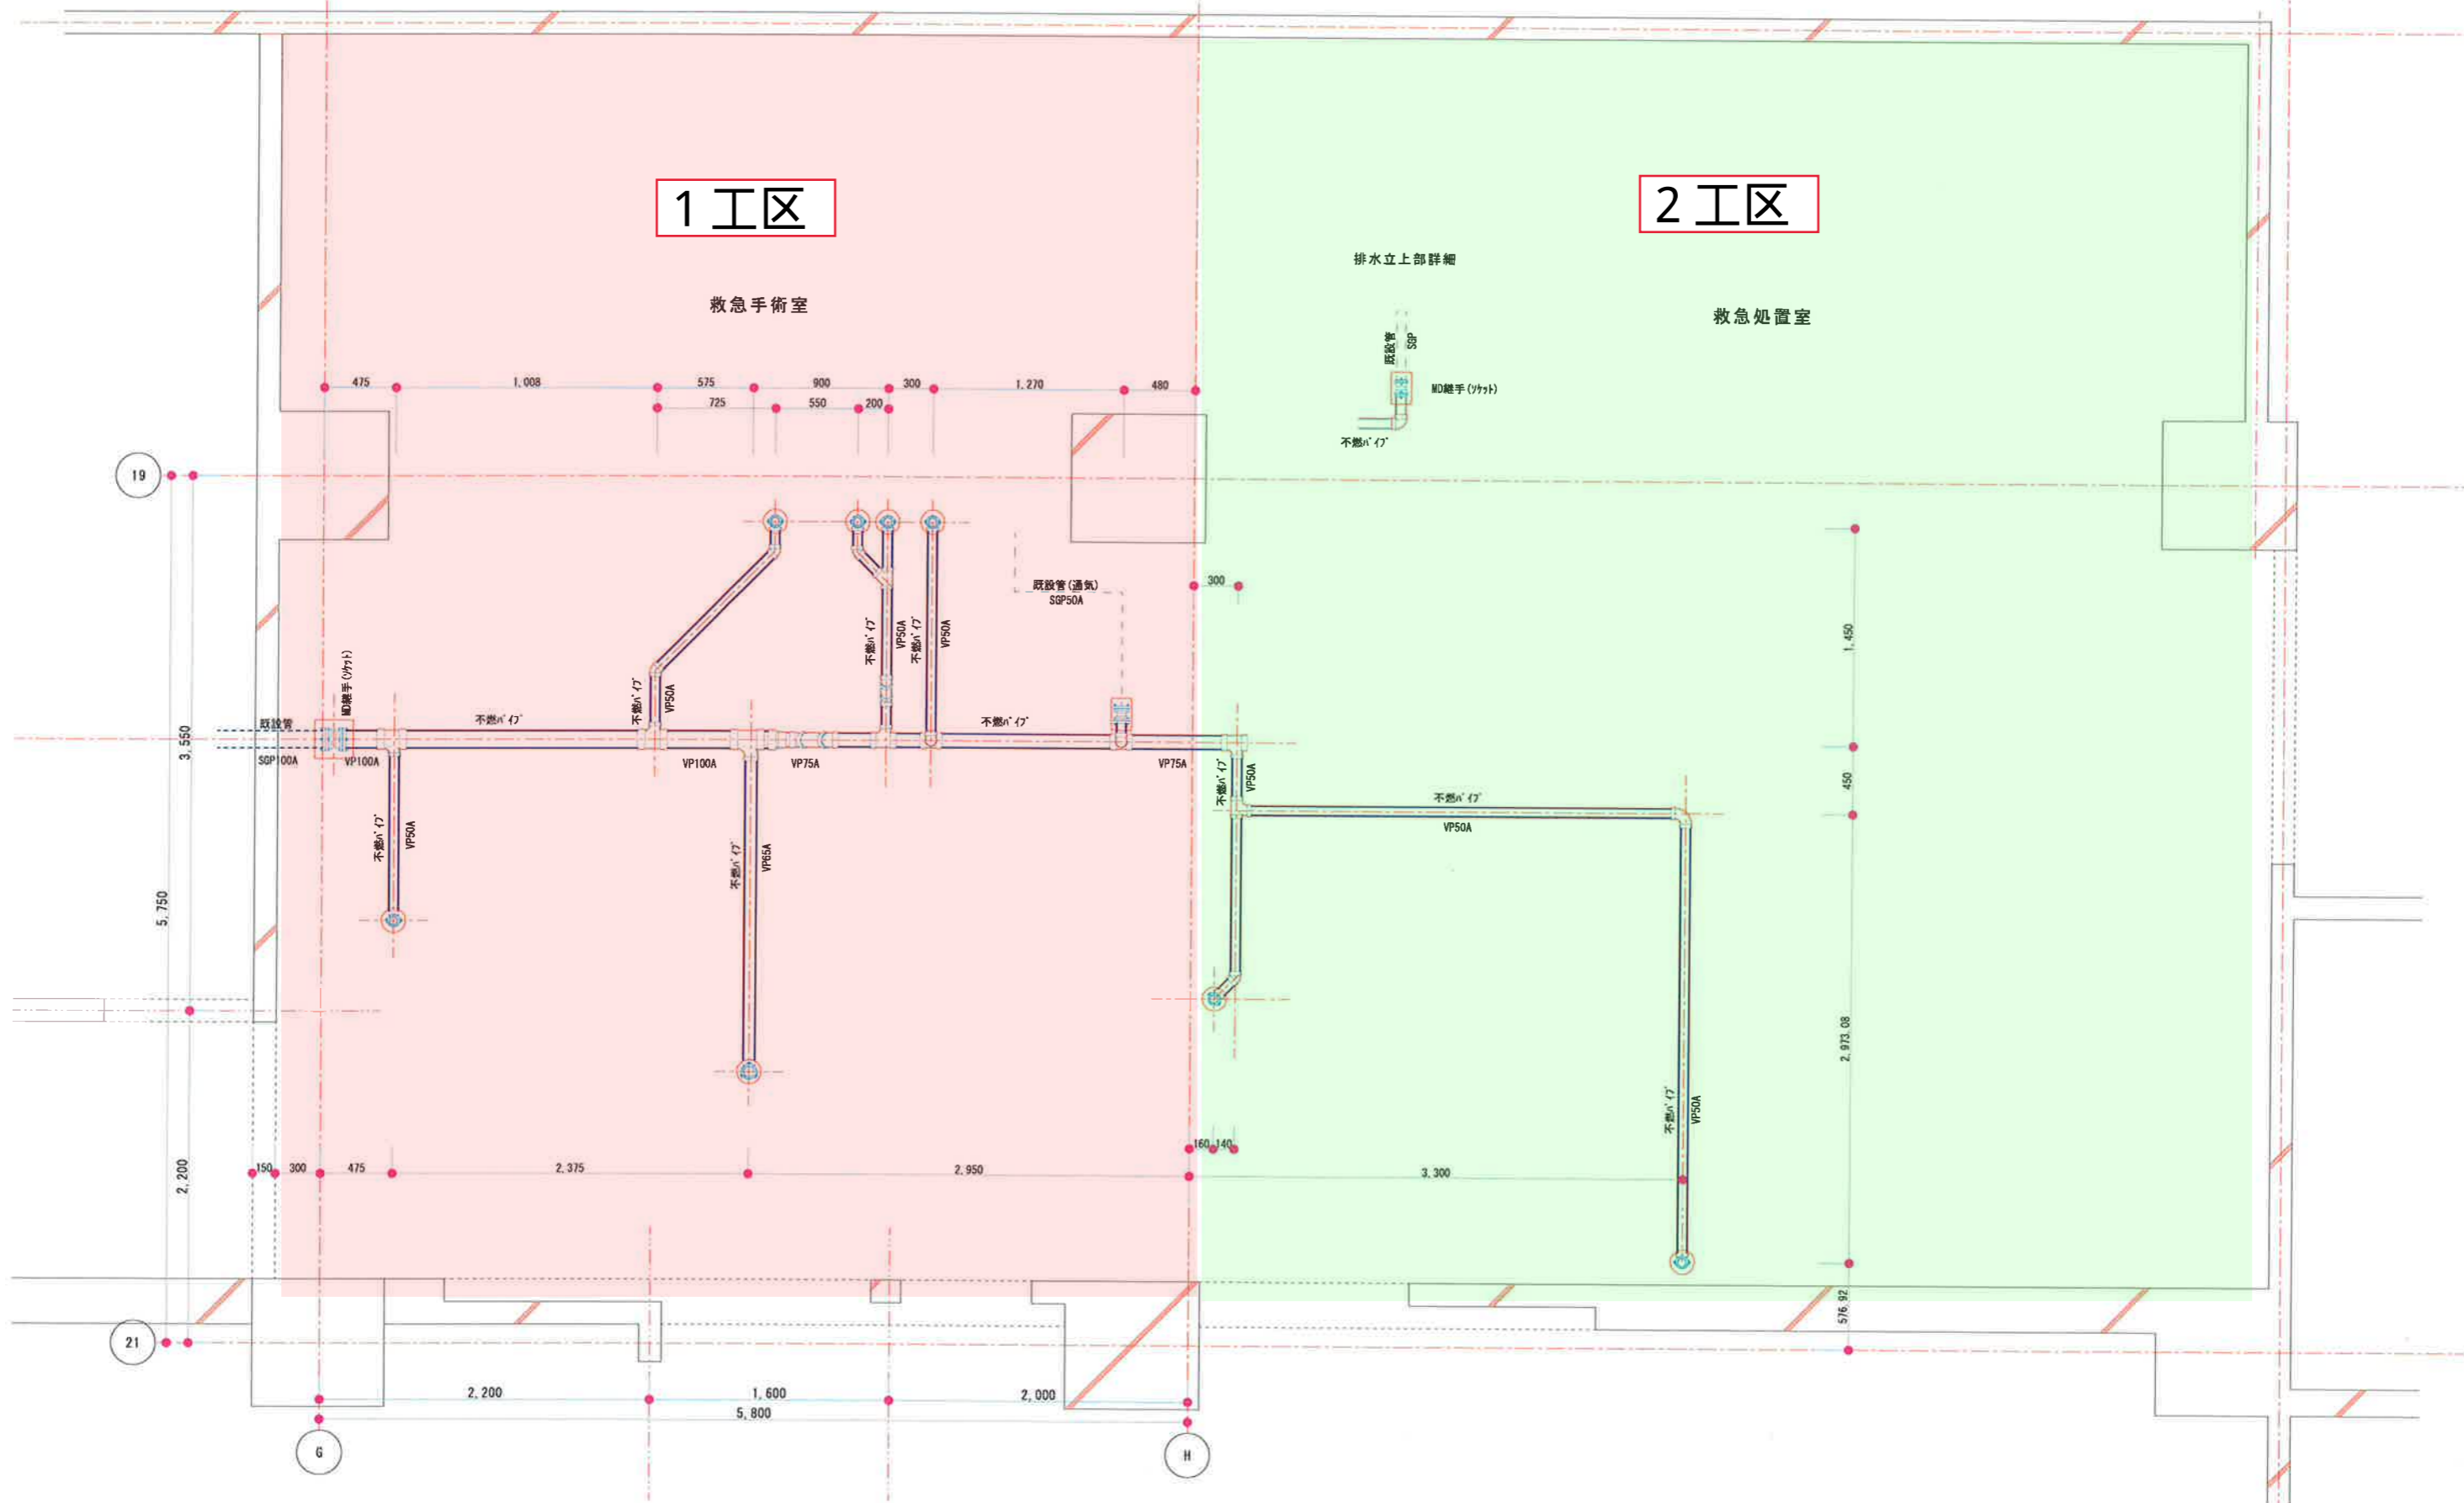 1 工区
2 工区
排水立上部詳細
救急手術室
救急処置室
既設管
SGP
MD継手(ソケット)
不燃パイプ
475
1,008
575
900
300
1,270
480
725
550
200
19
300
既設管(通気)
SGP50A
1,450
不燃パイプ
VP50A
不燃パイプ
VP50A
MD継手(ソケット)
不燃パイプ
VP50A
既設管
不燃パイプ
不燃パイプ
3,550
SGP100A
VP100A
VP100A
VP75A
VP75A
不燃パイプ
VP50A
450
不燃パイプ
VP50A
不燃パイプ
VP50A
不燃パイプ
VP65A
5,750
2,973.08
不燃パイプ
VP50A
160
140
2,200
150
300
475
2,375
2,950
3,300
576.92
21
2,200
1,600
2,000
5,800
G
H